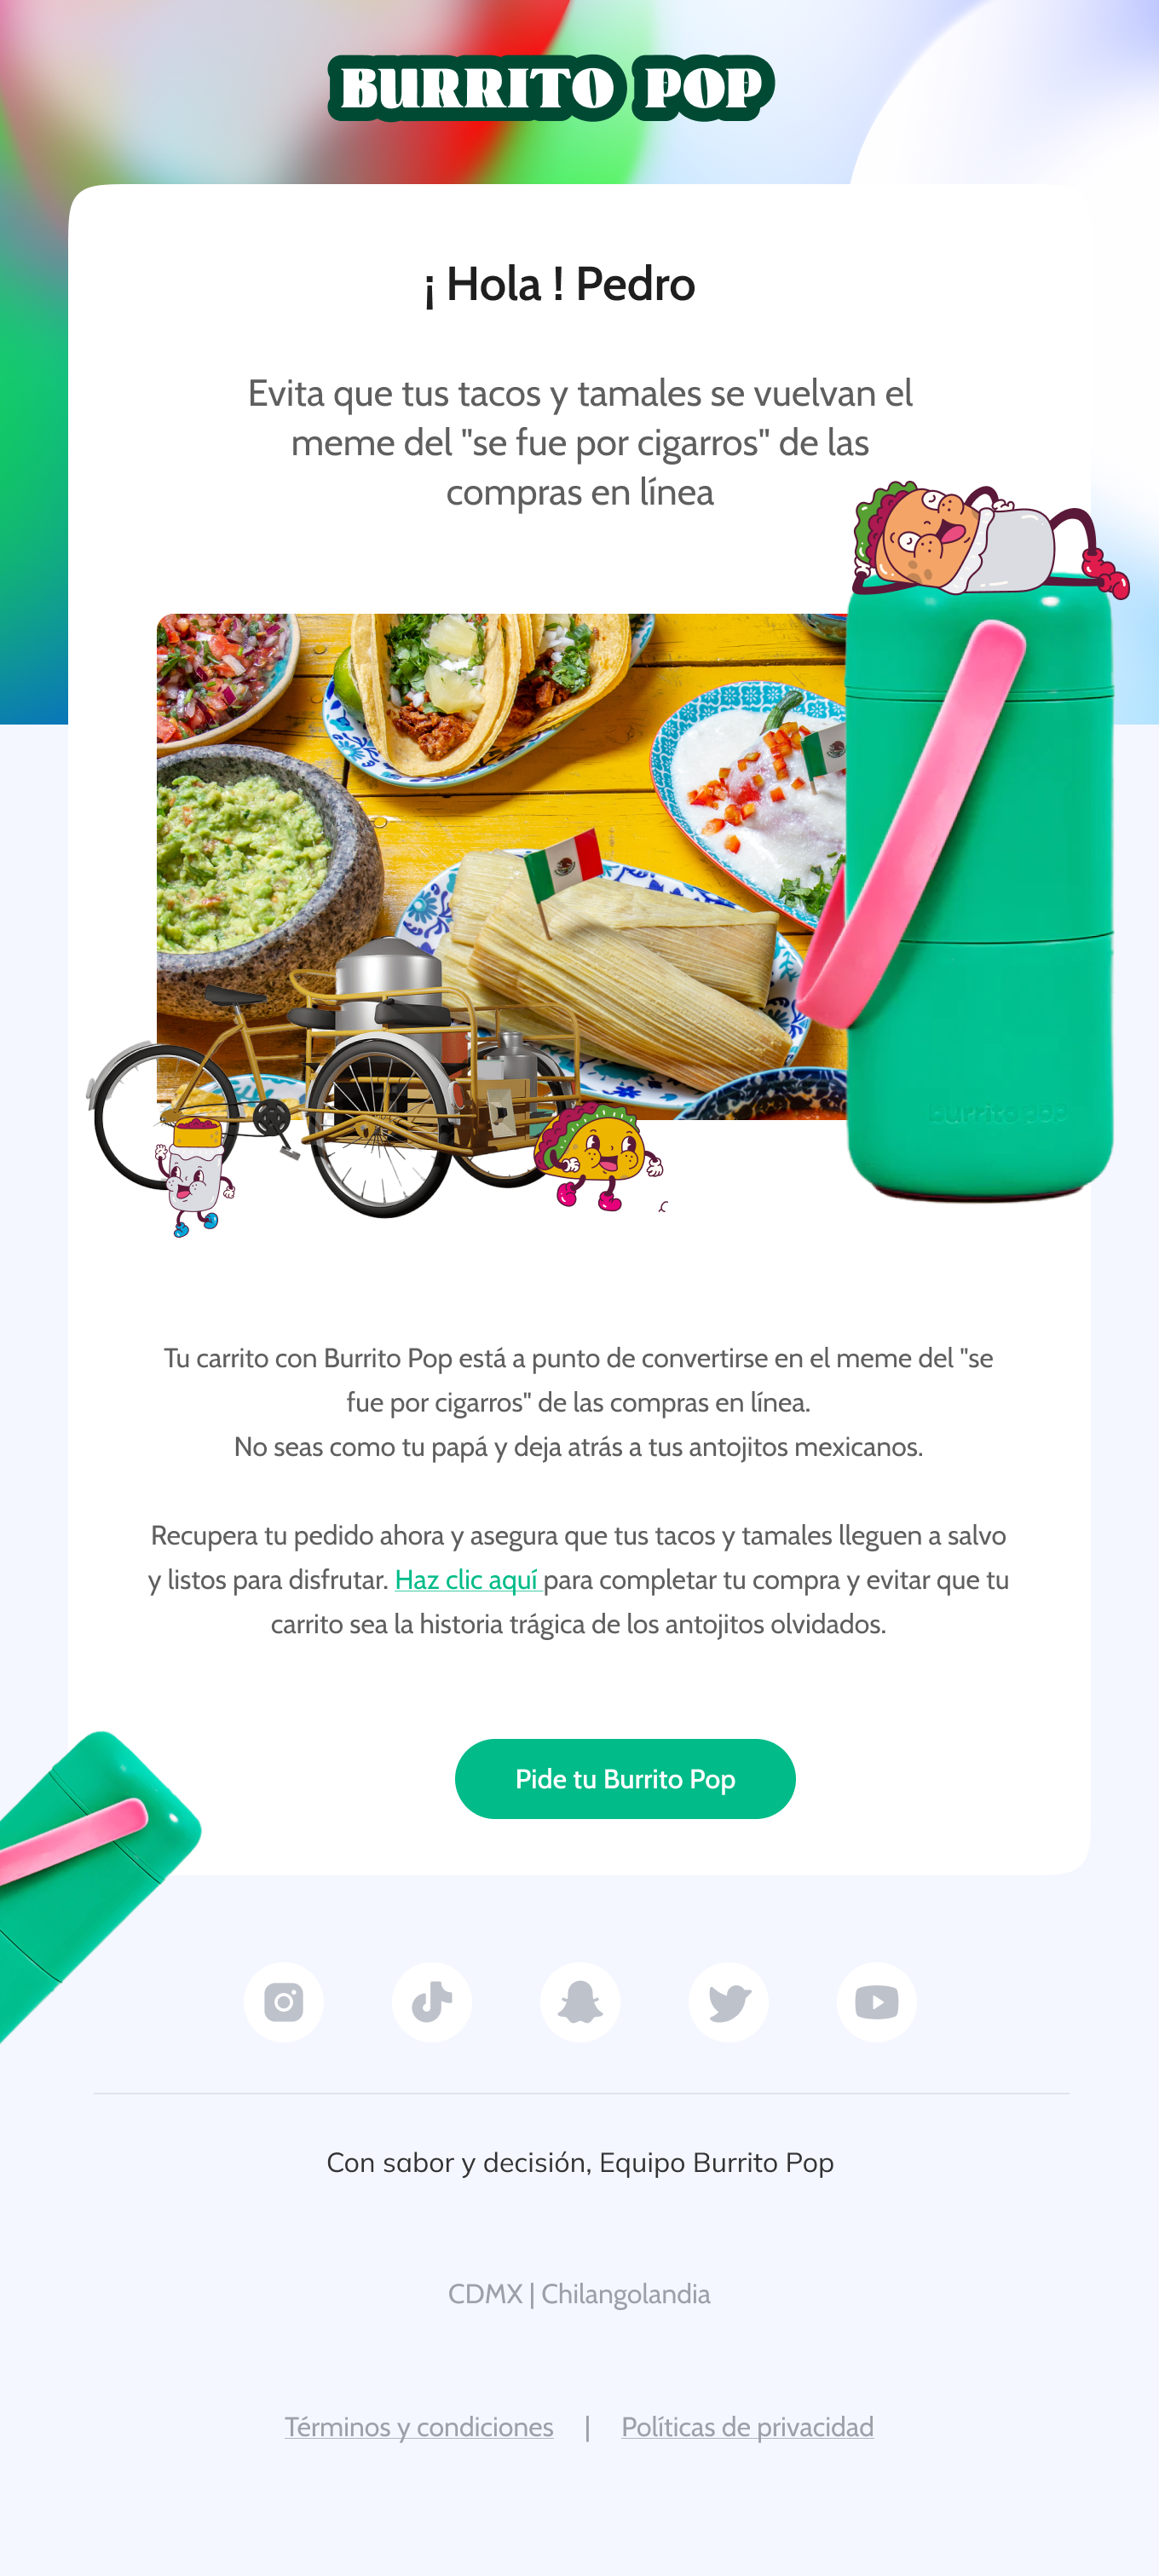 BURRITO POP
¡ Hola ! Pedro
Evita que tus tacos y tamales se vuelvan el
meme del "se fue por cigarros" de las
compras en línea
burrito pop
Tu carrito con Burrito Pop está a punto de convertirse en el meme del "se
fue por cigarros" de las compras en línea.
No seas como tu papá y deja atrás a tus antojitos mexicanos.
Recupera tu pedido ahora y asegura que tus tacos y tamales lleguen a salvo
y listos para disfrutar. Haz clic aquí para completar tu compra y evitar que tu
carrito sea la historia trágica de los antojitos olvidados.
Pide tu Burrito Pop
Con sabor y decisión, Equipo Burrito Pop
CDMX | Chilangolandia
Términos y condiciones | Políticas de privacidad